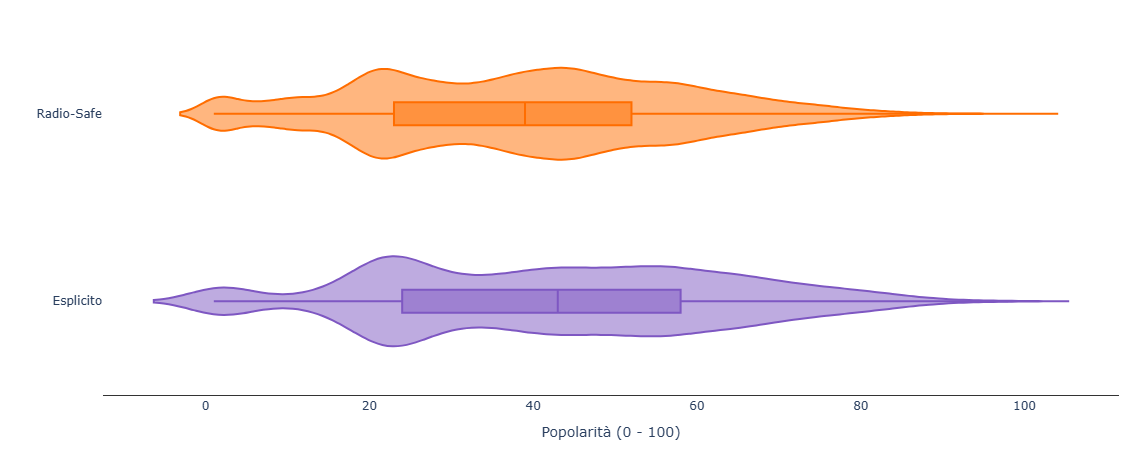 Radio-Safe
Esplicito
0 20 40 60 80 100
Popolarità (0 - 100)